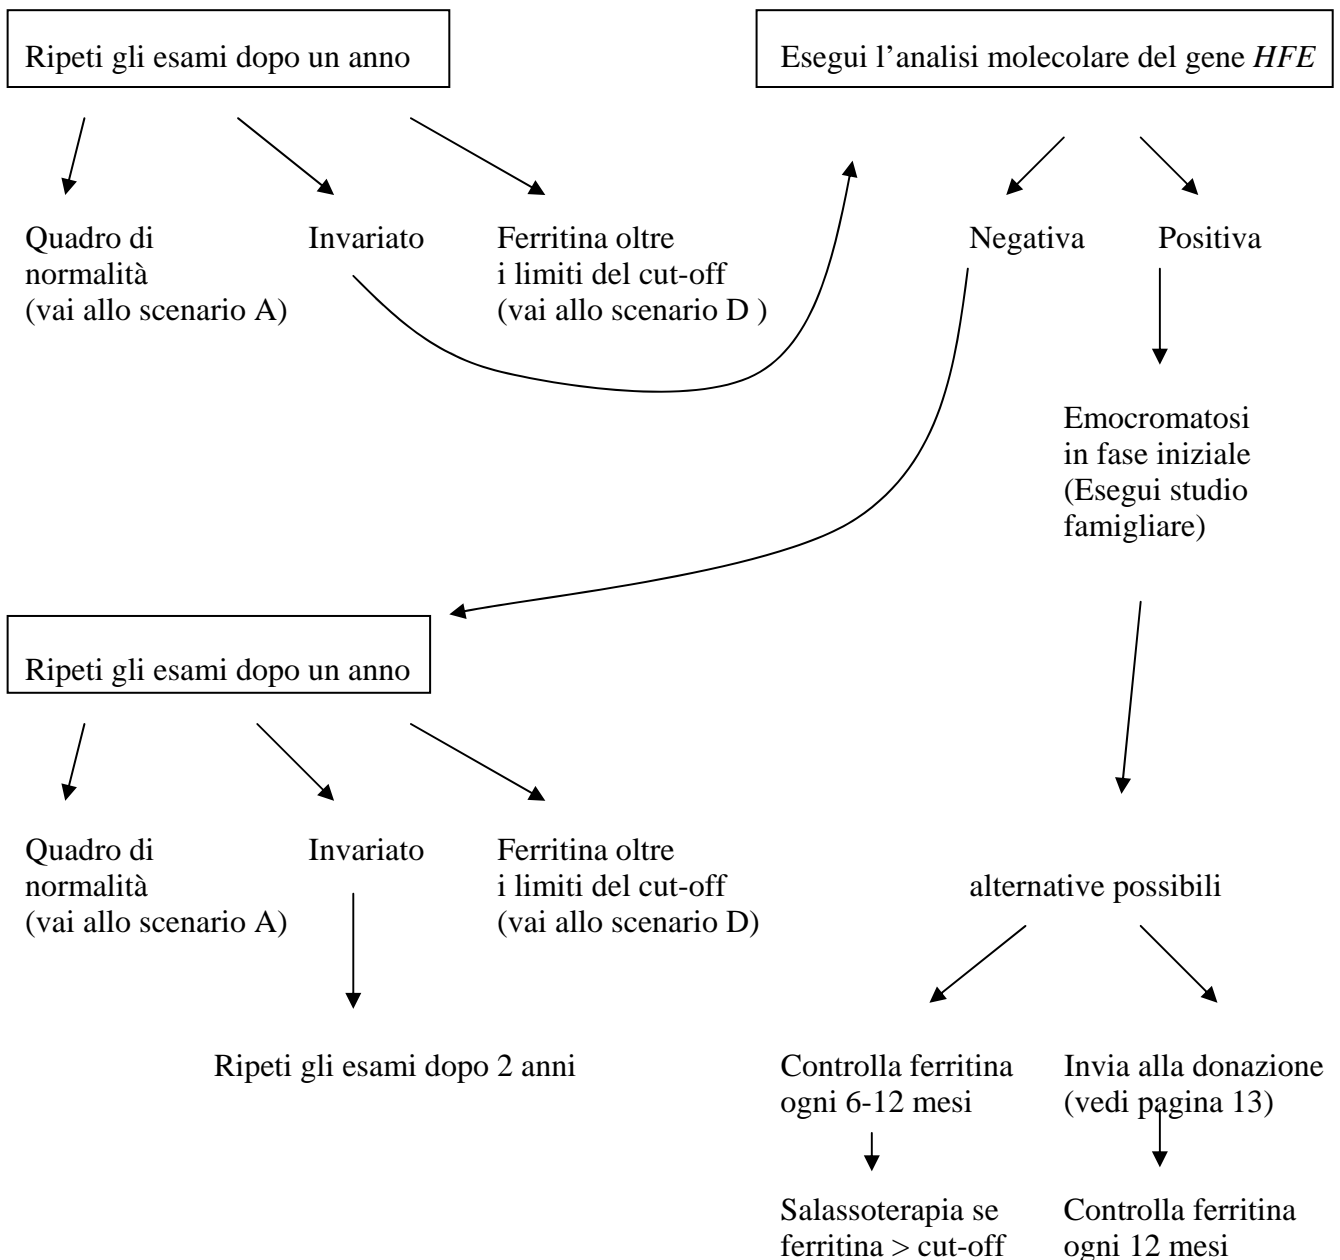 Ripeti gli esami dopo un anno
Esegui l’analisi molecolare del gene HFE
Quadro di
normalità
(vai allo scenario A)
Invariato
Ferritina oltre
i limiti del cut-off
(vai allo scenario D )
Negativa
Positiva
Emocromatosi
in fase iniziale
(Esegui studio
famigliare)
Ripeti gli esami dopo un anno
Quadro di
normalità
(vai allo scenario A)
Invariato
Ferritina oltre
i limiti del cut-off
(vai allo scenario D)
Ripeti gli esami dopo 2 anni
alternative possibili
Controlla ferritina
ogni 6-12 mesi
Invia alla donazione
(vedi pagina 13)
Salassoterapia se
ferritina > cut-off
Controlla ferritina
ogni 12 mesi